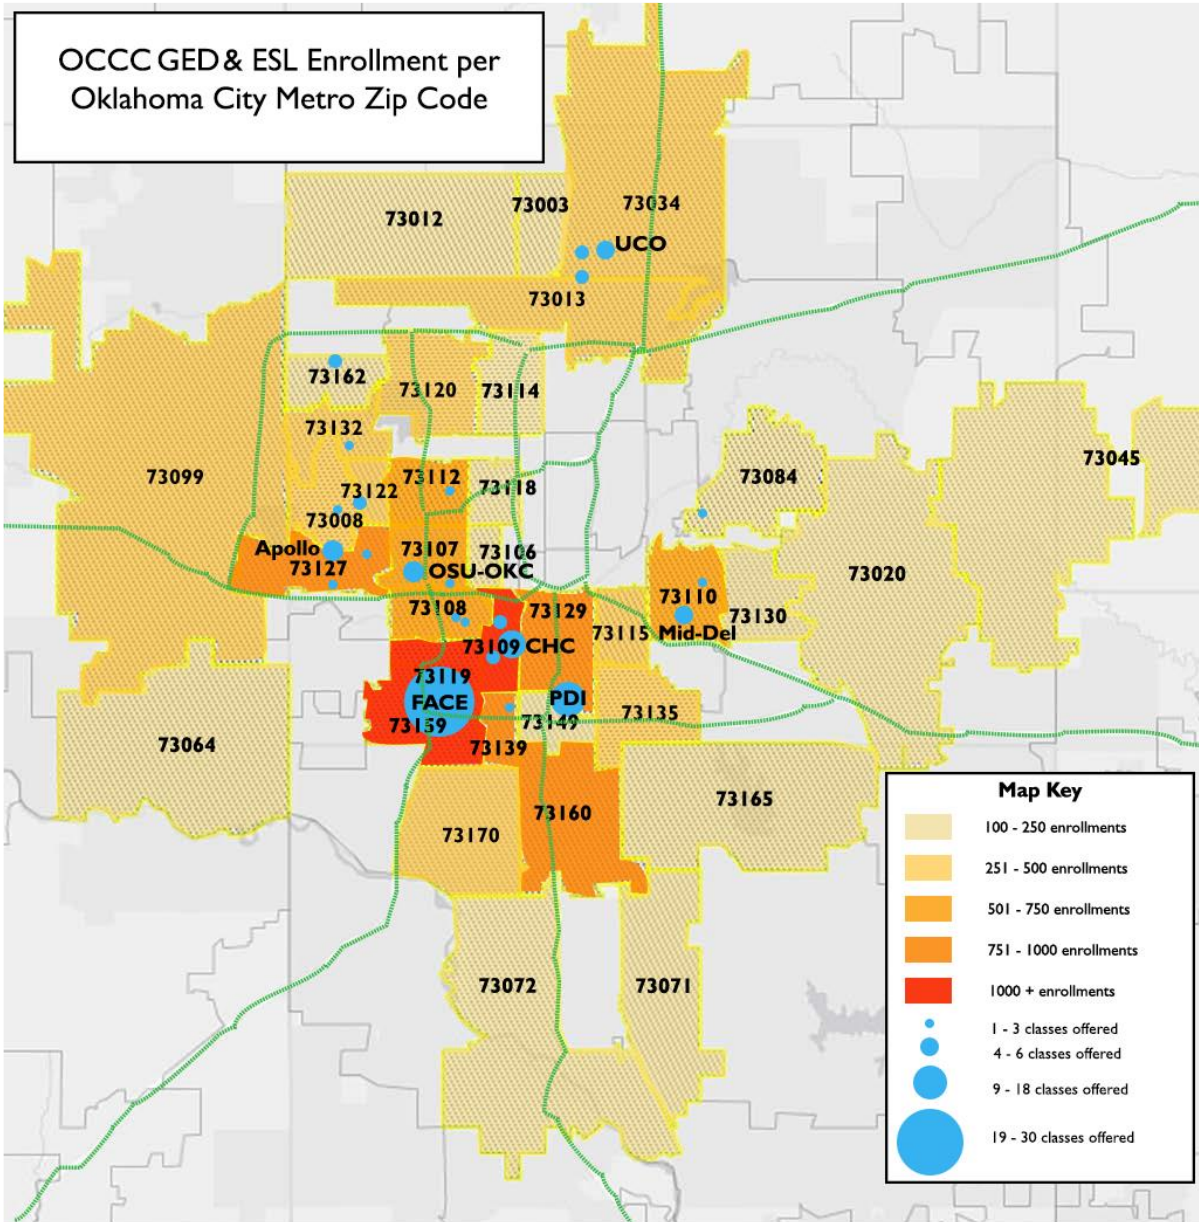 OCCC GED & ESL Enrollment per
Oklahoma City Metro Zip Code
73012
73003
73034
UCO
73013
73162
73120
73114
73132
73099
73112
73118
73122
73008
73084
73045
Apollo
73127
73107
73106
OSU-OKC
73020
73108
73129
73110
73130
73115
Mid-Del
73109
CHC
73119
FACE
PDI
73159
73149
73135
73139
73064
73165
73160
73170
73072
73071
Map Key
100 - 250 enrollments
251 - 500 enrollments
501 - 750 enrollments
751 - 1000 enrollments
1000 + enrollments
1 - 3 classes offered
4 - 6 classes offered
9 - 18 classes offered
19 - 30 classes offered